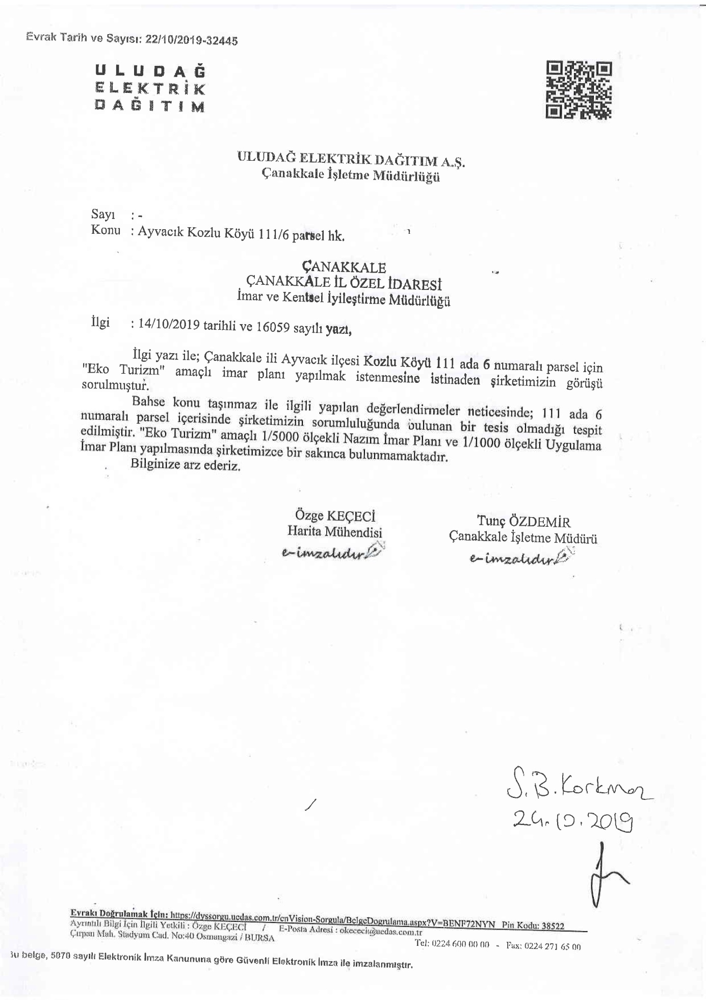 Evrak Tarih ve Sayısı: 22/10/2019-32445
ULUDAĞ
ELEKTRİK
DAĞITIM
ULUDAĞ ELEKTRİK DAĞITIM A.Ş.
Çanakkale İşletme Müdürlüğü
Sayı : -
Konu : Ayvacık Kozlu Köyü 111/6 parsel hk.
ÇANAKKALE
ÇANAKKALE İL ÖZEL İDARESİ
İmar ve Kentsel İyileştirme Müdürlüğü
İlgi : 14/10/2019 tarihli ve 16059 sayılı yazı,
İlgi yazı ile; Çanakkale ili Ayvacık ilçesi Kozlu Köyü 111 ada 6 numaralı parsel için
"Eko Turizm" amaçlı imar planı yapılmak istenmesine istinaden şirketimizin görüşü
sorulmuştur.
Bahse konu taşınmaz ile ilgili yapılan değerlendirmeler neticesinde; 111 ada 6
numaralı parsel içerisinde şirketimizin sorumluluğunda bulunan bir tesis olmadığı tespit
edilmiştir. "Eko Turizm" amaçlı 1/5000 ölçekli Nazım İmar Planı ve 1/1000 ölçekli Uygulama
İmar Planı yapılmasında şirketimizce bir sakınca bulunmamaktadır.
Bilginize arz ederiz.
Özge KEÇECİ
Harita Mühendisi
e-imzalıdır
Tunç ÖZDEMİR
Çanakkale İşletme Müdürü
e-imzalıdır
S.B.Korkmaz
24.10.2019
Evrakı Doğrulamak İçin: https://dyssorgu.uedas.com.tr/enVision-Sorgula/BelgeDogrulama.aspx?V=BENF72NYN Pin Kodu: 38522
Ayrıntılı Bilgi İçin İlgili Yetkili : Özge KEÇECİ / E-Posta Adresi : okececi@uedas.com.tr
Çırpan Mah. Stadyum Cad. No:40 Osmangazi / BURSA
Tel: 0224 600 00 00 - Fax: 0224 271 65 00
Bu belge, 5070 sayılı Elektronik İmza Kanununa göre Güvenli Elektronik İmza ile imzalanmıştır.